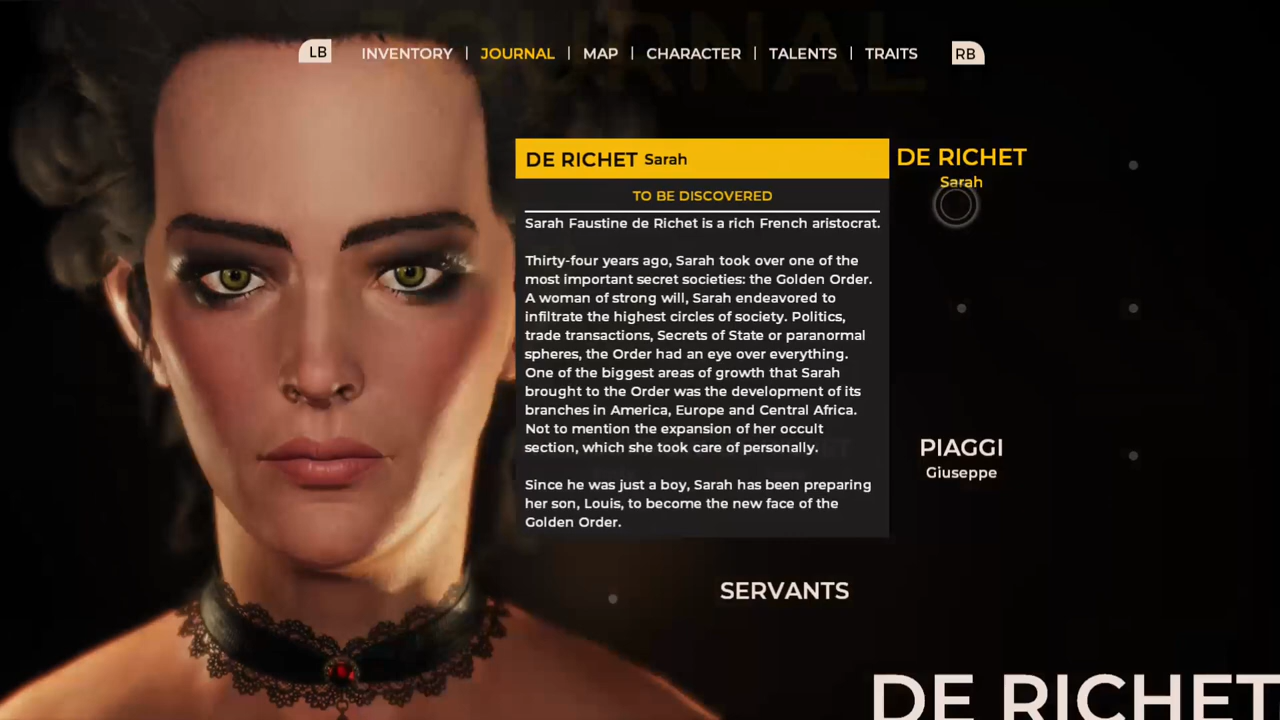 JOURNAL
LB INVENTORY | JOURNAL | MAP | CHARACTER | TALENTS | TRAITS RB
DE RICHET Sarah
TO BE DISCOVERED
Sarah Faustine de Richet is a rich French aristocrat.
Thirty-four years ago, Sarah took over one of the
most important secret societies: the Golden Order.
A woman of strong will, Sarah endeavored to
infiltrate the highest circles of society. Politics,
trade transactions, Secrets of State or paranormal
spheres, the Order had an eye over everything.
One of the biggest areas of growth that Sarah
brought to the Order was the development of its
branches in America, Europe and Central Africa.
Not to mention the expansion of her occult
section, which she took care of personally.
Since he was just a boy, Sarah has been preparing
her son, Louis, to become the new face of the
Golden Order.
DE RICHET
Sarah
PIAGGI
Giuseppe
SERVANTS
DE RICHET